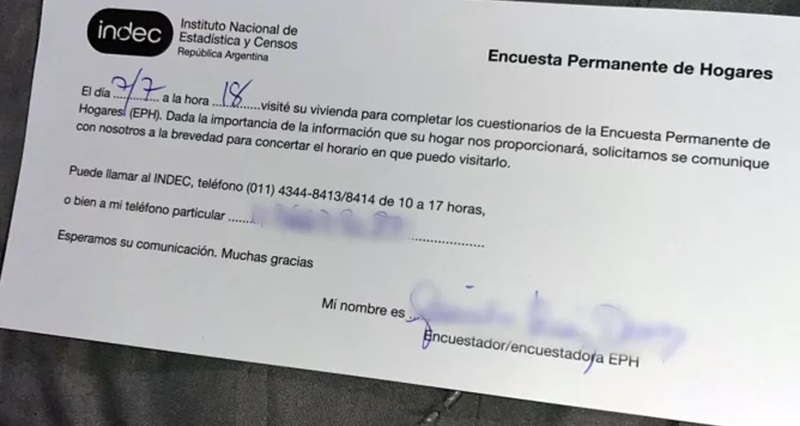 indec
Instituto Nacional de
Estadística y Censos
República Argentina
Encuesta Permanente de Hogares
El día 7/7 a la hora 18 visité su vivienda para completar los cuestionarios de la Encuesta Permanente de
Hogares (EPH). Dada la importancia de la información que su hogar nos proporcionará, solicitamos se comunique
con nosotros a la brevedad para concertar el horario en que puedo visitarlo.
Puede llamar al INDEC, teléfono (011) 4344-8413/8414 de 10 a 17 horas,
o bien a mi teléfono particular
Esperamos su comunicación. Muchas gracias
Mi nombre es
Encuestador/encuestadora EPH